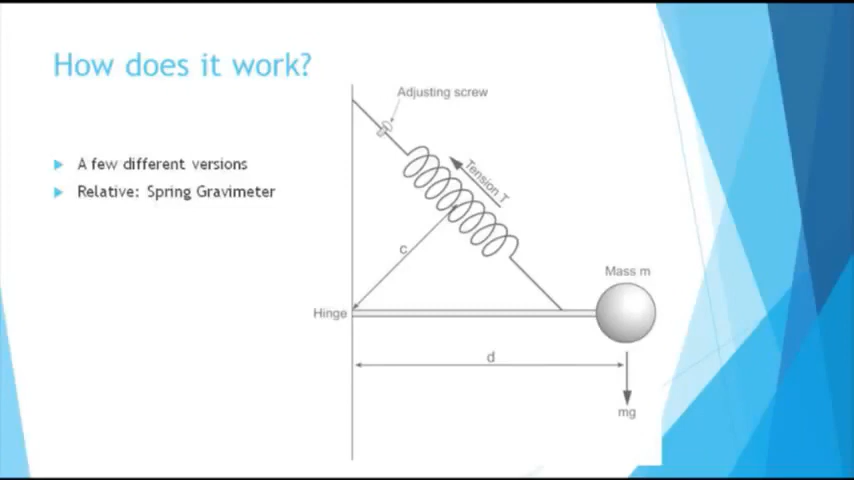 How does it work?
Adjusting screw
A few different versions
Relative: Spring Gravimeter
Tension T
c
Mass m
Hinge
d
mg